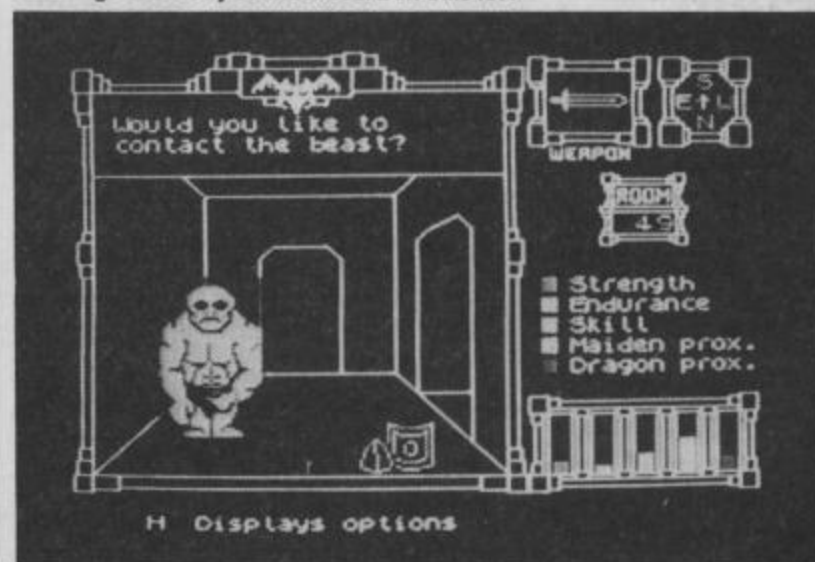 Would you like to
contact the beast?
WEAPON
S
E↑W
N
ROOM
49
Strength
Endurance
Skill
Maiden prox.
Dragon prox.
H Displays options